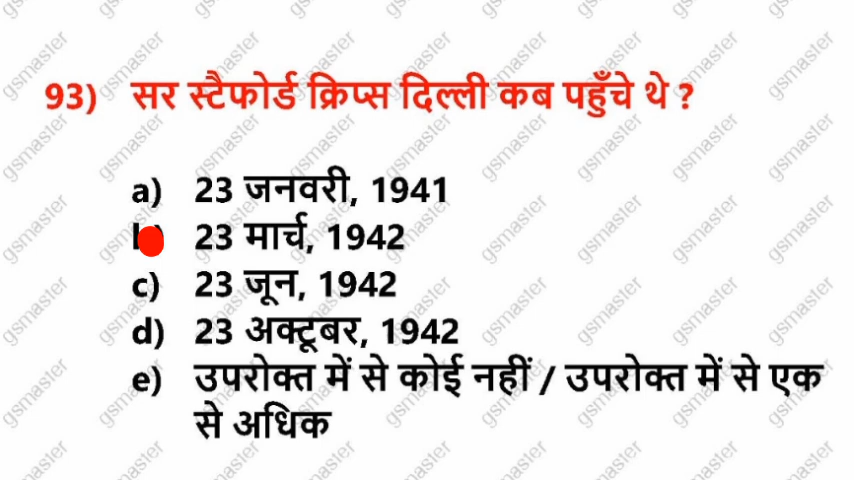 93) सर स्टैफोर्ड क्रिप्स दिल्ली कब पहुँचे थे ?
a) 23 जनवरी, 1941
23 मार्च, 1942
c) 23 जून, 1942
d) 23 अक्टूबर, 1942
e) उपरोक्त में से कोई नहीं / उपरोक्त में से एक
से अधिक
gsmaster